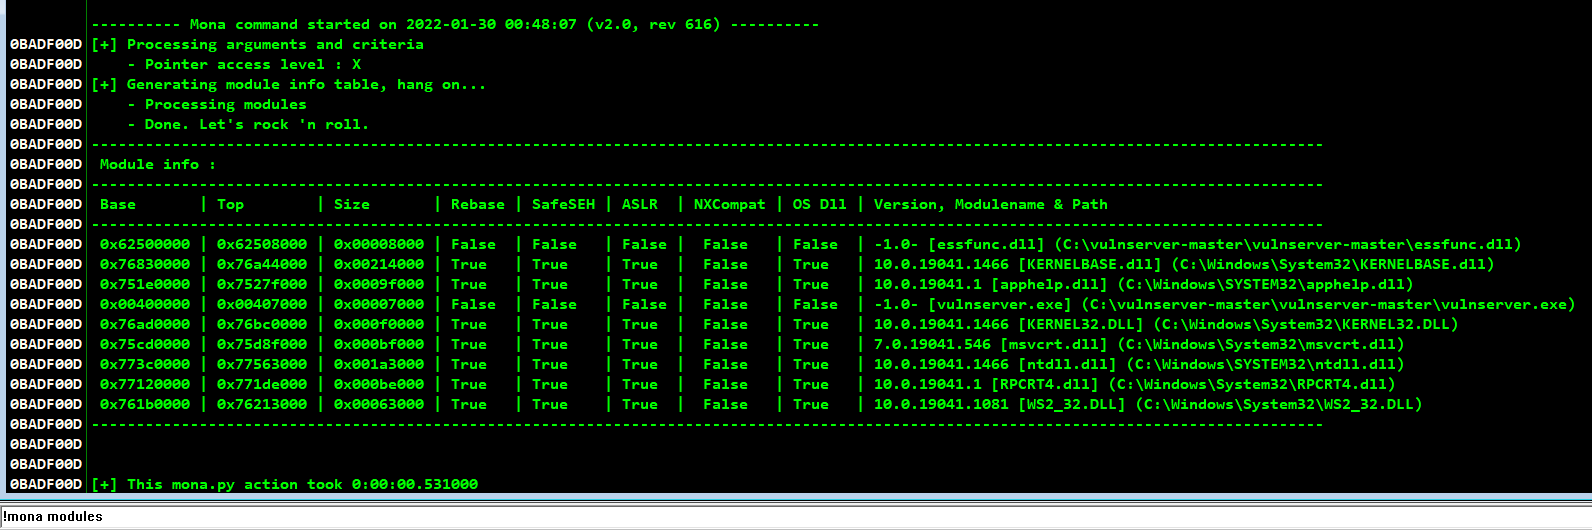 ---------- Mona command started on 2022-01-30 00:48:07 (v2.0, rev 616) ----------
0BADF00D [+] Processing arguments and criteria
0BADF00D     - Pointer access level : X
0BADF00D [+] Generating module info table, hang on...
0BADF00D     - Processing modules
0BADF00D     - Done. Let's rock 'n roll.
0BADF00D -----------------------------------------------------------------------------------------------------------------------------------------
0BADF00D  Module info :
0BADF00D -----------------------------------------------------------------------------------------------------------------------------------------
0BADF00D  Base       | Top        | Size       | Rebase | SafeSEH | ASLR  | NXCompat | OS Dll | Version, Modulename & Path
0BADF00D -----------------------------------------------------------------------------------------------------------------------------------------
0BADF00D  0x62500000 | 0x62508000 | 0x00008000 | False  | False   | False |  False   | False  | -1.0- [essfunc.dll] (C:\vulnserver-master\vulnserver-master\essfunc.dll)
0BADF00D  0x76830000 | 0x76a44000 | 0x00214000 | True   | True    | True  |  False   | True   | 10.0.19041.1466 [KERNELBASE.dll] (C:\Windows\System32\KERNELBASE.dll)
0BADF00D  0x751e0000 | 0x7527f000 | 0x0009f000 | True   | True    | True  |  False   | True   | 10.0.19041.1 [apphelp.dll] (C:\Windows\SYSTEM32\apphelp.dll)
0BADF00D  0x00400000 | 0x00407000 | 0x00007000 | False  | False   | False |  False   | False  | -1.0- [vulnserver.exe] (C:\vulnserver-master\vulnserver-master\vulnserver.exe)
0BADF00D  0x76ad0000 | 0x76bc0000 | 0x000f0000 | True   | True    | True  |  False   | True   | 10.0.19041.1466 [KERNEL32.DLL] (C:\Windows\System32\KERNEL32.DLL)
0BADF00D  0x75cd0000 | 0x75d8f000 | 0x000bf000 | True   | True    | True  |  False   | True   | 7.0.19041.546 [msvcrt.dll] (C:\Windows\System32\msvcrt.dll)
0BADF00D  0x773c0000 | 0x77563000 | 0x001a3000 | True   | True    | True  |  False   | True   | 10.0.19041.1466 [ntdll.dll] (C:\Windows\SYSTEM32\ntdll.dll)
0BADF00D  0x77120000 | 0x771de000 | 0x000be000 | True   | True    | True  |  False   | True   | 10.0.19041.1 [RPCRT4.dll] (C:\Windows\System32\RPCRT4.dll)
0BADF00D  0x761b0000 | 0x76213000 | 0x00063000 | True   | True    | True  |  False   | True   | 10.0.19041.1081 [WS2_32.DLL] (C:\Windows\System32\WS2_32.DLL)
0BADF00D -----------------------------------------------------------------------------------------------------------------------------------------
0BADF00D
0BADF00D
0BADF00D [+] This mona.py action took 0:00:00.531000
!mona modules